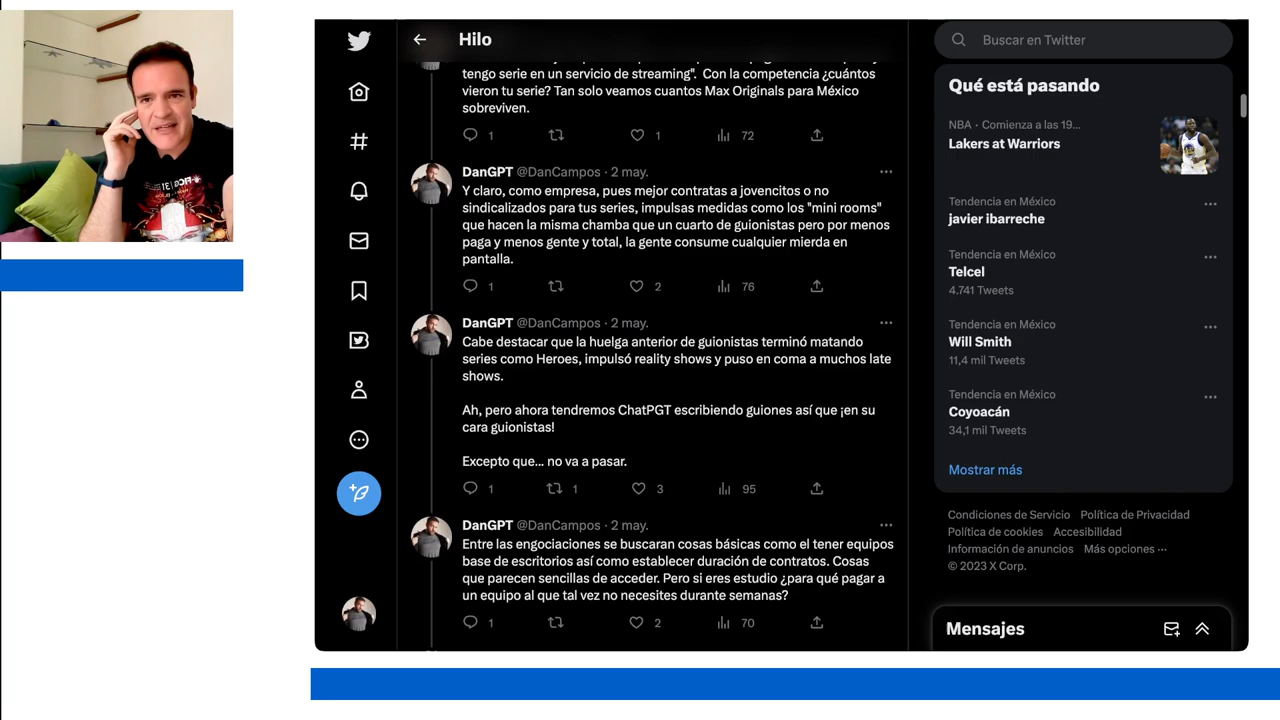 Hilo
tengo serie en un servicio de streaming". Con la competencia ¿cuántos
vieron tu serie? Tan solo veamos cuantos Max Originals para México
sobreviven.
1 1 72
DanGPT @DanCampos · 2 may.
Y claro, como empresa, pues mejor contratas a jovencitos o no
sindicalizados para tus series, impulsas medidas como los "mini rooms"
que hacen la misma chamba que un cuarto de guionistas pero por menos
paga y menos gente y total, la gente consume cualquier mierda en
pantalla.
1 2 76
DanGPT @DanCampos · 2 may.
Cabe destacar que la huelga anterior de guionistas terminó matando
series como Heroes, impulsó reality shows y puso en coma a muchos late
shows.
Ah, pero ahora tendremos ChatPGT escribiendo guiones así que ¡en su
cara guionistas!
Excepto que... no va a pasar.
1 1 3 95
DanGPT @DanCampos · 2 may.
Entre las engociaciones se buscaran cosas básicas como el tener equipos
base de escritorios así como establecer duración de contratos. Cosas
que parecen sencillas de acceder. Pero si eres estudio ¿para qué pagar a
un equipo al que tal vez no necesites durante semanas?
1 2 70
Buscar en Twitter
Qué está pasando
NBA · Comienza a las 19...
Lakers at Warriors
Tendencia en México
javier ibarreche
Tendencia en México
Telcel
4.741 Tweets
Tendencia en México
Will Smith
11,4 mil Tweets
Tendencia en México
Coyoacán
34,1 mil Tweets
Mostrar más
Condiciones de Servicio Política de Privacidad
Política de cookies Accesibilidad
Información de anuncios Más opciones ···
© 2023 X Corp.
Mensajes